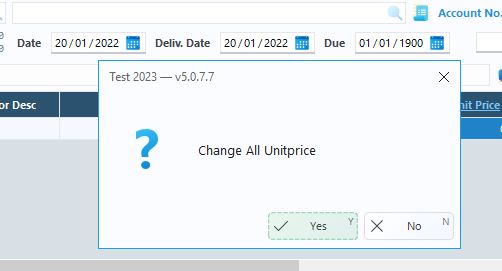 Account No.
Date 20/01/2022 Deliv. Date 20/01/2022 Due 01/01/1900
Test 2023 — v5.0.7.7
or Desc
nit Price
Change All Unitprice
Yes Y No N